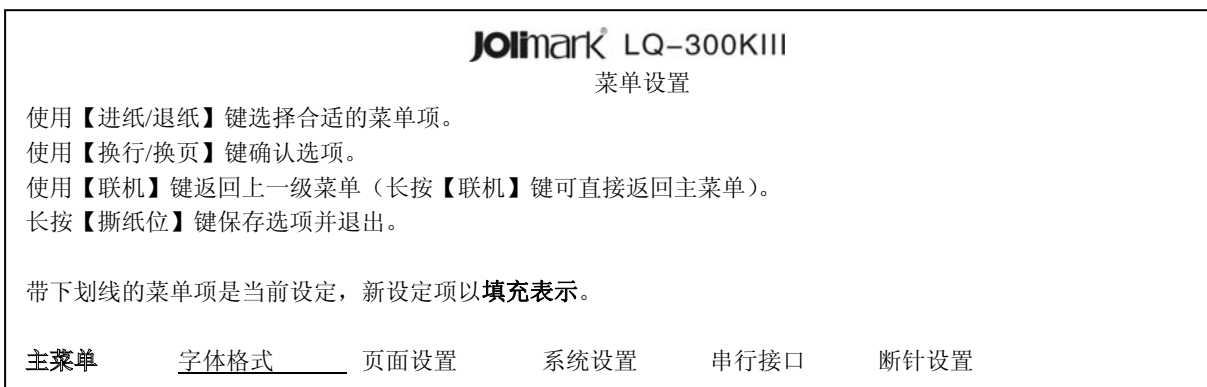 Jolimark® LQ-300KIII
菜单设置
使用【进纸/退纸】键选择合适的菜单项。
使用【换行/换页】键确认选项。
使用【联机】键返回上一级菜单（长按【联机】键可直接返回主菜单）。
长按【撕纸位】键保存选项并退出。
带下划线的菜单项是当前设定，新设定项以填充表示。
主菜单 字体格式 页面设置 系统设置 串行接口 断针设置